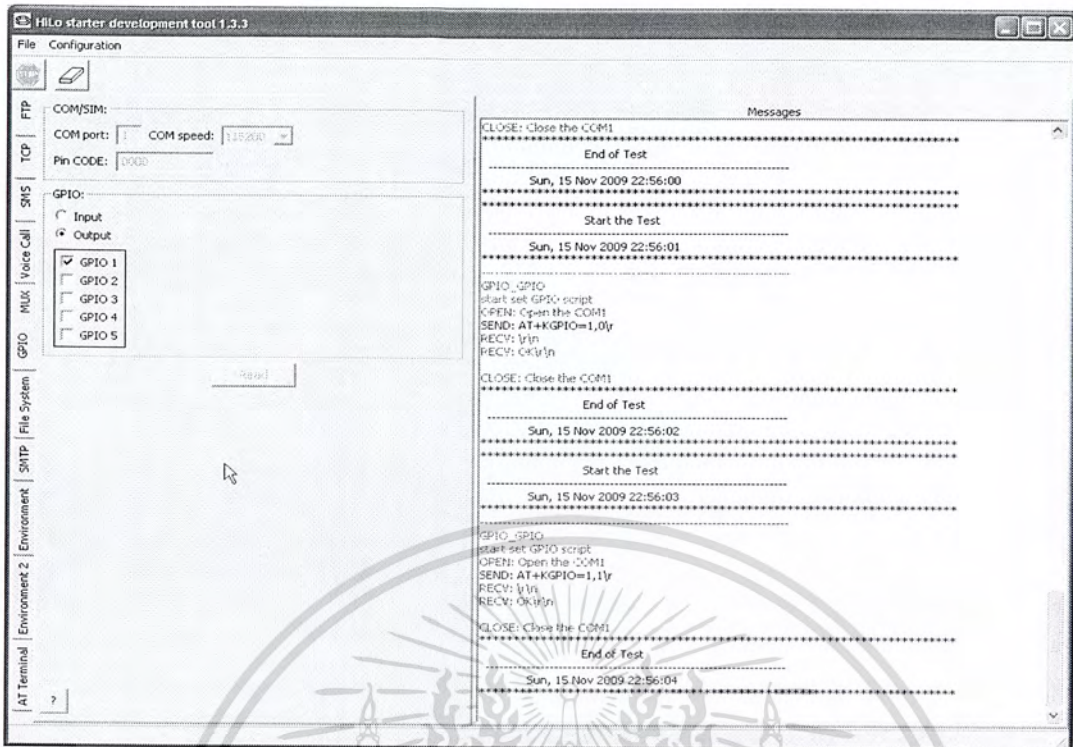 HiLo starter development tool 1.3.3
File Configuration
FTP
TCP
SMS
Voice Call
MUX
GPIO
File System
SMTP
Environment
Environment 2
AT Terminal
COM/SIM:
COM port: 1 COM speed: 115200
Pin CODE: 0000
GPIO:
Input
Output
GPIO 1
GPIO 2
GPIO 3
GPIO 4
GPIO 5
Read
?
Messages
CLOSE: Close the COM1
End of Test
Sun, 15 Nov 2009 22:56:00
Start the Test
Sun, 15 Nov 2009 22:56:01
GPIO_GPIO
start set GPIO script
OPEN: Open the COM1
SEND: AT+KGPIO=1,0\r
RECV: \r\n
RECV: OK\r\n
CLOSE: Close the COM1
End of Test
Sun, 15 Nov 2009 22:56:02
Start the Test
Sun, 15 Nov 2009 22:56:03
GPIO_GPIO
start set GPIO script
OPEN: Open the COM1
SEND: AT+KGPIO=1,1\r
RECV: \r\n
RECV: OK\r\n
CLOSE: Close the COM1
End of Test
Sun, 15 Nov 2009 22:56:04